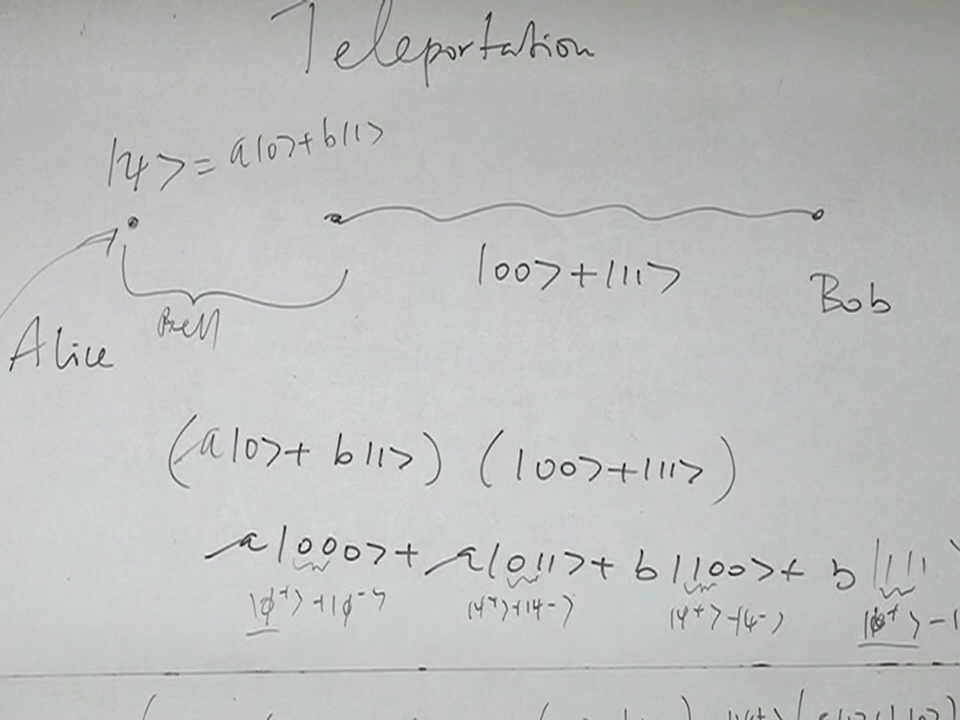 Teleportation
|ψ> = a|0>+b|1>
|00>+|11>
Bob
Bell
Alice
(a|0>+ b|1>) (|00>+|11>)
a|000>+ a|011>+ b|100>+ b|111
|ϕ⁺>+|ϕ⁻> |ψ⁺>+|ψ⁻> |ψ⁺>-|ψ⁻> |ϕ⁺>-|